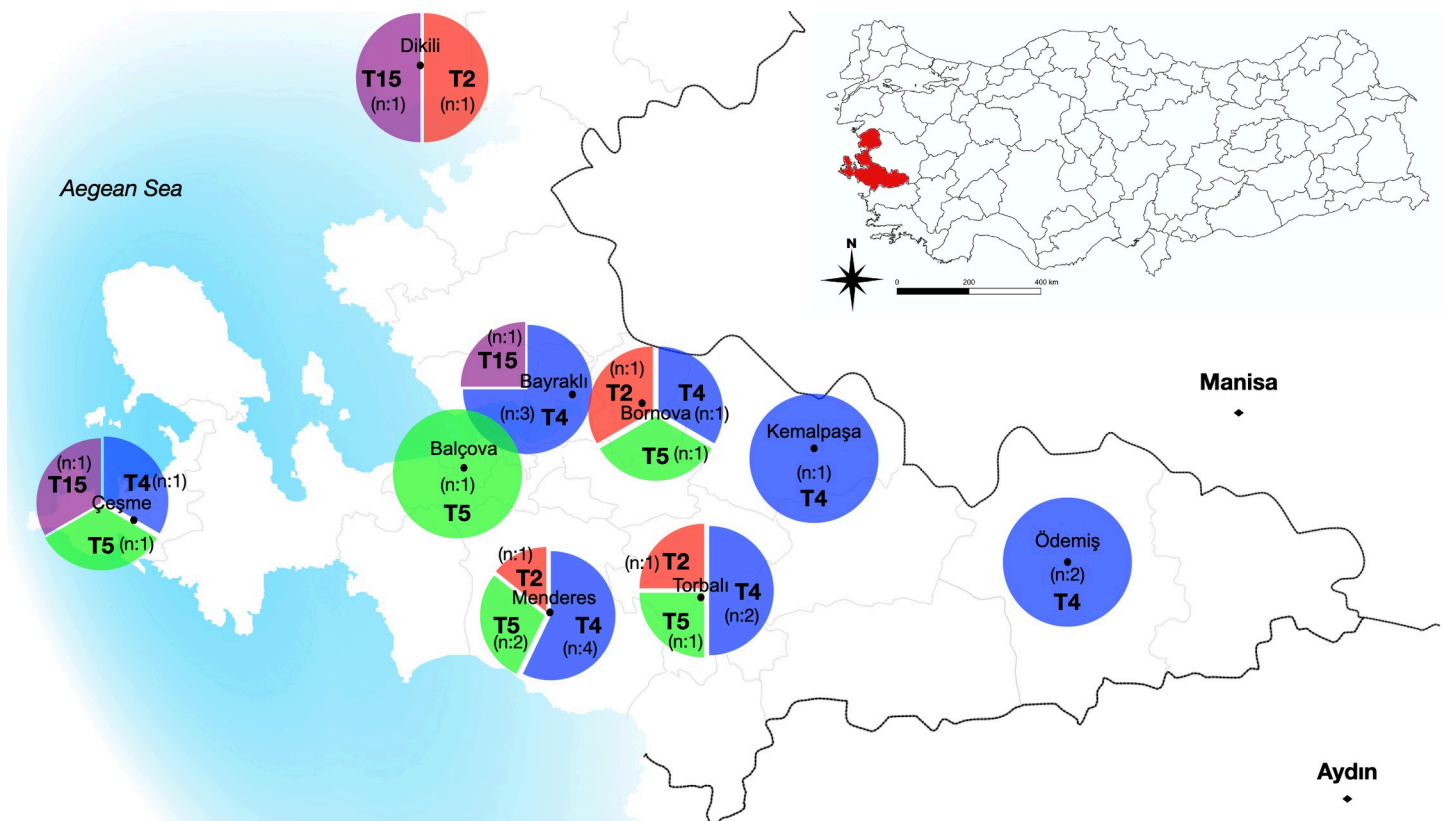 Dikili
T15
T2
(n:1)
(n:1)
Aegean Sea
N
0
200
400 km
(n:1)
T15
Bayraklı
(n:3)
T4
(n:1)
T2
T4
Bornova
(n:1)
T5
(n:1)
Manisa
Kemalpaşa
(n:1)
T4
Balçova
(n:1)
T5
(n:1)
T15
T4
(n:1)
Çeşme
T5
(n:1)
Ödemiş
(n:2)
T4
(n:1)
T2
Menderes
T5
T4
(n:2)
(n:4)
(n:1)
T2
Torbalı
T4
T5
(n:2)
(n:1)
Aydın